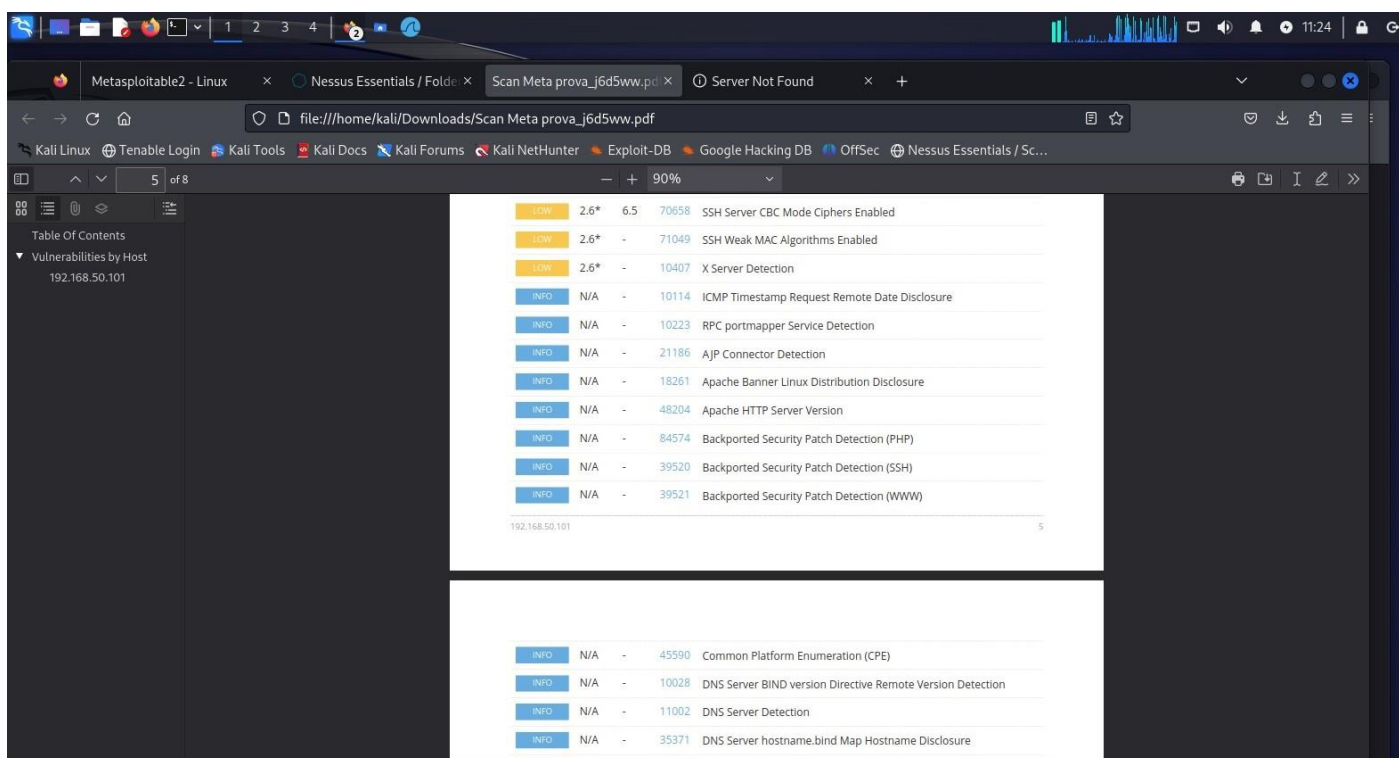 1 2 3 4 2 11:24
Metasploitable2 - Linux Nessus Essentials / Folde Scan Meta prova_j6d5ww.pd Server Not Found
file:///home/kali/Downloads/Scan Meta prova_j6d5ww.pdf
Kali Linux Tenable Login Kali Tools Kali Docs Kali Forums Kali NetHunter Exploit-DB Google Hacking DB OffSec Nessus Essentials / Sc...
5 of 8 90%
Table Of Contents
Vulnerabilities by Host
192.168.50.101
LOW 2.6* 6.5 70658 SSH Server CBC Mode Ciphers Enabled
LOW 2.6* - 71049 SSH Weak MAC Algorithms Enabled
LOW 2.6* - 10407 X Server Detection
INFO N/A - 10114 ICMP Timestamp Request Remote Date Disclosure
INFO N/A - 10223 RPC portmapper Service Detection
INFO N/A - 21186 AJP Connector Detection
INFO N/A - 18261 Apache Banner Linux Distribution Disclosure
INFO N/A - 48204 Apache HTTP Server Version
INFO N/A - 84574 Backported Security Patch Detection (PHP)
INFO N/A - 39520 Backported Security Patch Detection (SSH)
INFO N/A - 39521 Backported Security Patch Detection (WWW)
192.168.50.101 5
INFO N/A - 45590 Common Platform Enumeration (CPE)
INFO N/A - 10028 DNS Server BIND version Directive Remote Version Detection
INFO N/A - 11002 DNS Server Detection
INFO N/A - 35371 DNS Server hostname.bind Map Hostname Disclosure